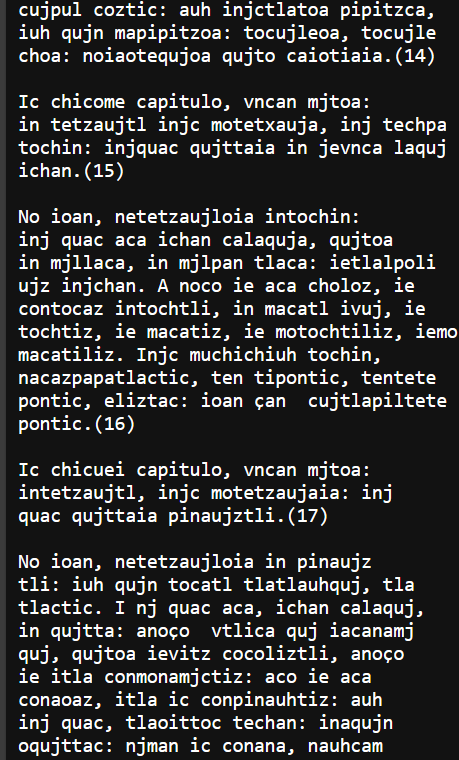 cujpul coztic: auh injctlatoa pipitzca,
iuh qujn mapipitzoa: tocujleoa, tocujle
choa: noiaotequjoa qujto caiotiaia.(14)

Ic chicome capitulo, vncan mjtoa:
in tetzaujtl injc motetxauja, inj techpa
tochin: injquac qujttaia in jevnca laquj
ichan.(15)

No ioan, netetzaujloia intochin:
inj quac aca ichan calaquja, qujtoa
in mjllaca, in mjlpan tlaca: ietlalpoli
ujz injchan. A noco ie aca choloz, ie
contocaz intochtli, in macatl ivuj, ie
tochtiz, ie macatiz, ie motochtiliz, iemo
macatiliz. Injc muchichiuh tochin,
nacazpapatlactic, ten tipontic, tentete
pontic, eliztac: ioan çan  cujtlapiltete
pontic.(16)

Ic chicuei capitulo, vncan mjtoa:
intetzaujtl, injc motetzaujaia: inj
quac qujttaia pinaujztli.(17)

No ioan, netetzaujloia in pinaujz
tli: iuh qujn tocatl tlatlauhquj, tla
tlactic. I nj quac aca, ichan calaquj,
in qujtta: anoço  vtlica quj iacanamj
quj, qujtoa ievitz cocoliztli, anoço
ie itla conmonamjctiz: aco ie aca
conaoaz, itla ic conpinauhtiz: auh
inj quac, tlaoittoc techan: inaqujn
oqujttac: njman ic conana, nauhcam